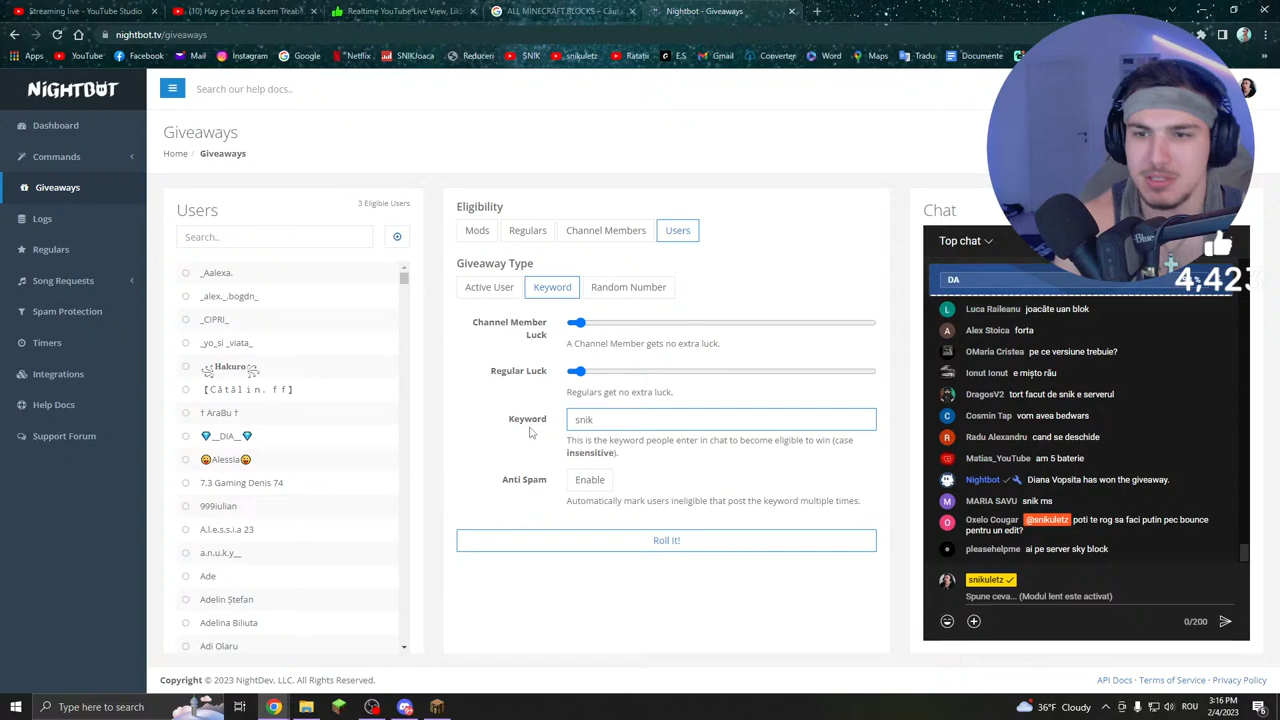 Streaming live - YouTube Studio
(10) Hay Pe Live sa Facem Treab
Realtime YouTube Live View, Lik
ALL MINECRAFT BLOCKS - Cău
Nightbot - Giveaways
nightbot.tv/giveaways
Apps
YouTube
Facebook
Mail
Instagram
Google
Netflix
SNIKJoaca
Reduceri
SNIK
snikuletz
Ratații
E.S
Gmail
Converter
Word
Maps
Tradu
Documente
NIGHTBOT
Search our help docs..
Dashboard
Commands
Giveaways
Logs
Regulars
Song Requests
Spam Protection
Timers
Integrations
Help Docs
Support Forum
Giveaways
Home / Giveaways
Users
3 Eligible Users
Search..
_Aalexa.
_alex._.bogdn_
_CIPRI_
_yo_si _viata_
꧁Hakuro꧂
【C ă t ă l i n . f f】
† AraBu †
💎__DIA__💎
😛Alessia😛
7.3 Gaming Denis 74
999iulian
A.l.e.s.s.i.a 23
a.n.u.k.y__
Ade
Adelin Ștefan
Adelina Biliuta
Adi Olaru
Eligibility
Mods
Regulars
Channel Members
Users
Giveaway Type
Active User
Keyword
Random Number
Channel Member
Luck
A Channel Member gets no extra luck.
Regular Luck
Regulars get no extra luck.
Keyword
snik
This is the keyword people enter in chat to become eligible to win (case
insensitive).
Anti Spam
Enable
Automatically mark users ineligible that post the keyword multiple times.
Roll It!
Chat
Top chat
4,423
DA
Luca Raileanu joacăte uan blok
Alex Stoica forta
OMaria Cristea pe ce versiune trebuie?
Ionut Ionut e mișto rău
DragosV2 tort facut de snik e serverul
Cosmin Tap vom avea bedwars
Radu Alexandru cand se deschide
Matias_YouTube am 5 baterie
Nightbot Diana Vopsita has won the giveaway.
MARIA SAVU snik ms
Oxelo Cougar @snikuletz poti te rog sa faci putin pec bounce
pentru un edit?
pleasehelpme ai pe server sky block
snikuletz
Spune ceva... (Modul lent este activat)
0/200
Blue
Copyright © 2023 NightDev, LLC. All Rights Reserved.
API Docs · Terms of Service · Privacy Policy
Type here to search
ROU
3:16 PM
2/4/2023